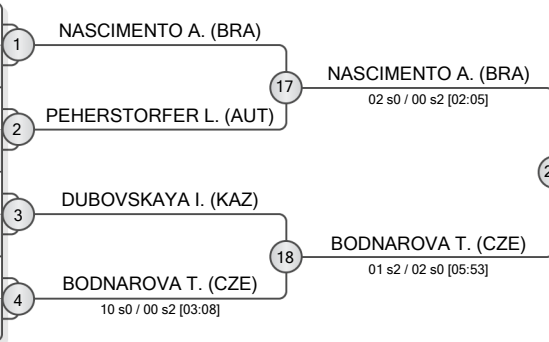 NASCIMENTO A. (BRA)
1
17
NASCIMENTO A. (BRA)
02 s0 / 00 s2 [02:05]
PEHERSTORFER L. (AUT)
2
DUBOVSKAYA I. (KAZ)
3
18
BODNAROVA T. (CZE)
01 s2 / 02 s0 [05:53]
BODNAROVA T. (CZE)
4
10 s0 / 00 s2 [03:08]